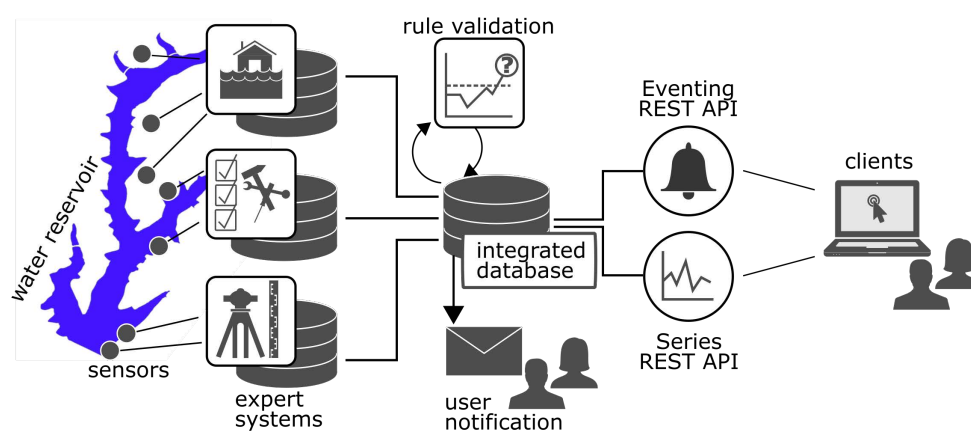 rule validation
Eventing
REST API
clients
water reservoir
integrated
database
sensors
expert
systems
user
notification
Series
REST API
?